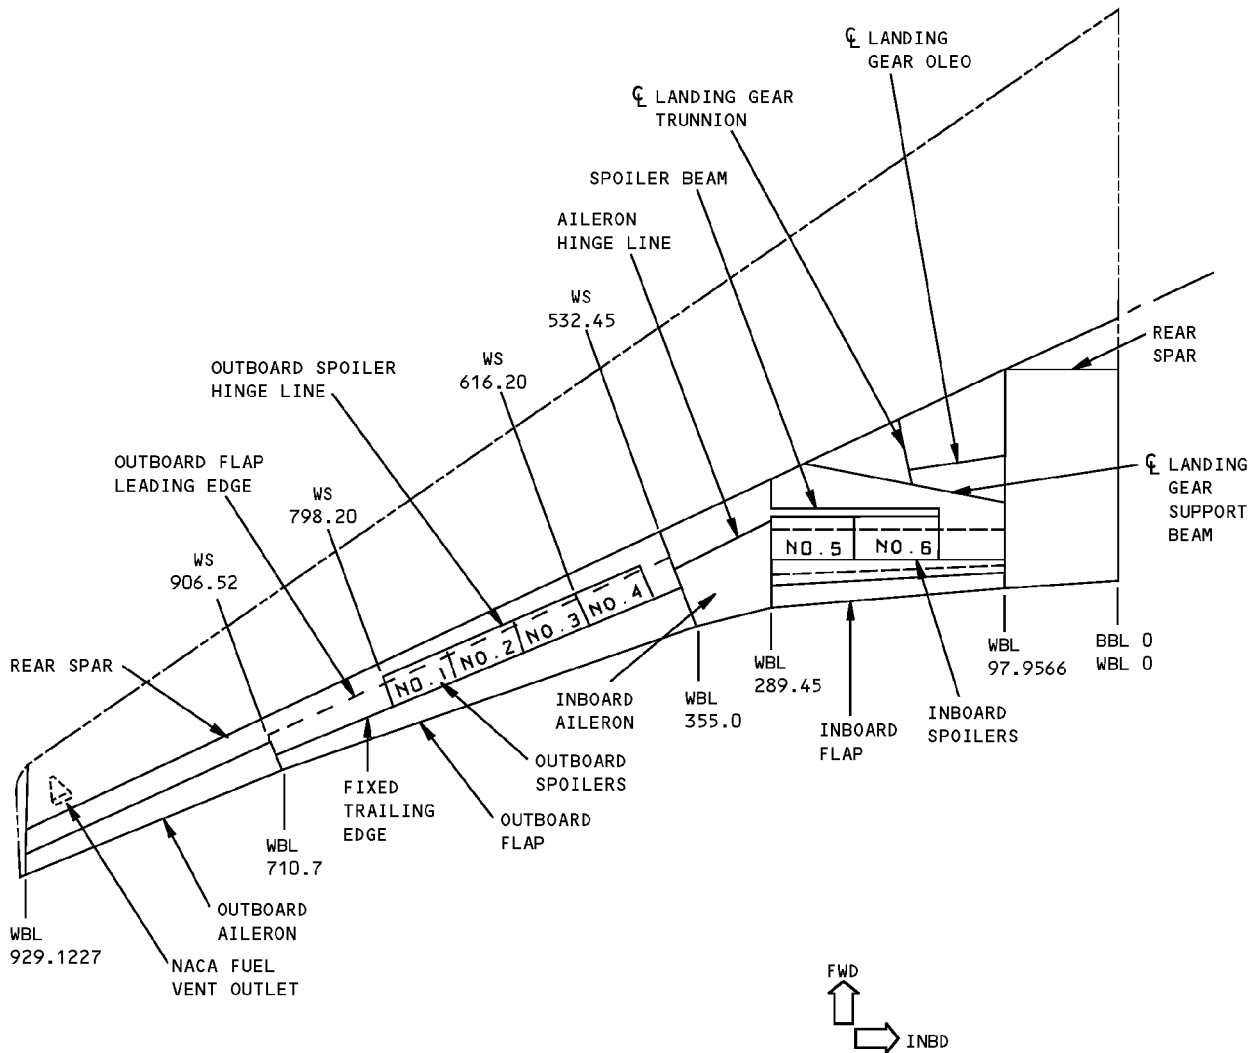 ℄ LANDING
GEAR OLEO
℄ LANDING GEAR
TRUNNION
SPOILER BEAM
AILERON
HINGE LINE
WS
532.45
REAR
SPAR
WS
616.20
OUTBOARD SPOILER
HINGE LINE
OUTBOARD FLAP
LEADING EDGE
℄ LANDING
GEAR
SUPPORT
BEAM
WS
798.20
WS
906.52
NO.5
NO.6
NO.4
NO.3
NO.2
NO.1
REAR SPAR
INBOARD
AILERON
WBL
355.0
WBL
289.45
WBL
97.9566
BBL 0
WBL 0
INBOARD
FLAP
INBOARD
SPOILERS
OUTBOARD
SPOILERS
FIXED
TRAILING
EDGE
OUTBOARD
FLAP
WBL
710.7
OUTBOARD
AILERON
WBL
929.1227
NACA FUEL
VENT OUTLET
FWD
INBD